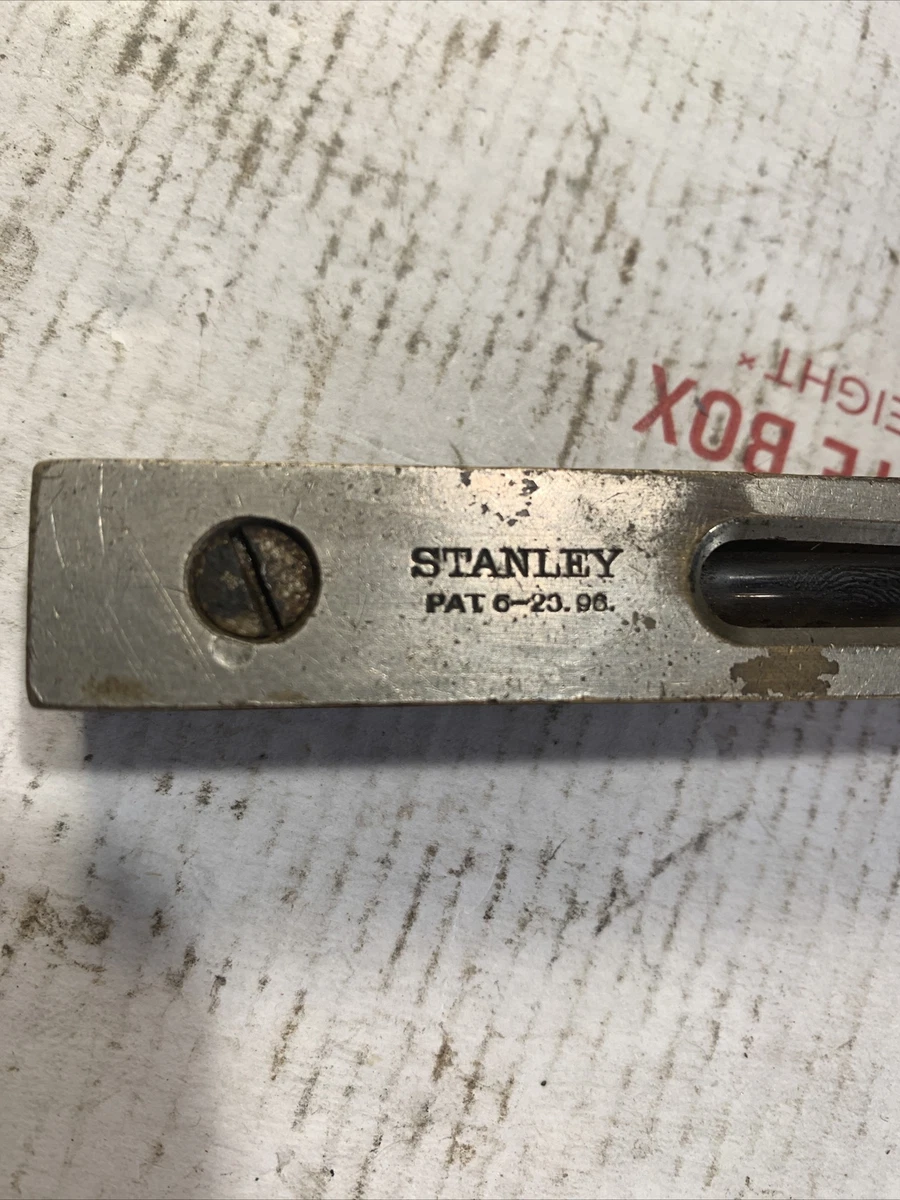 STANLEY
PAT. 6-23.96.
EIGHT*
BOX